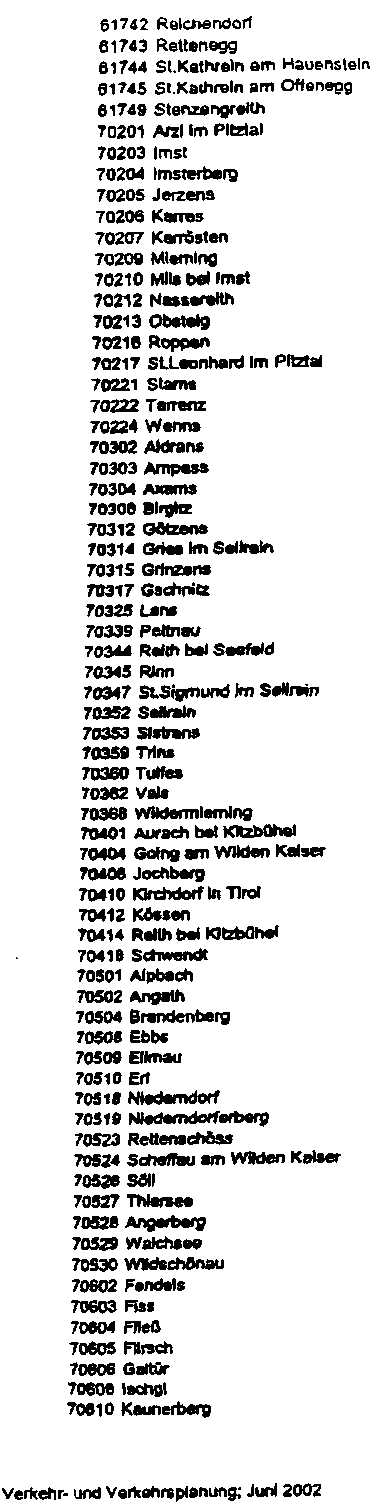 61742 Reichendorf
61743 Rettenegg
61744 St.Kathrein am Hauenstein
61745 St.Kathrein am Offenegg
61749 Stenzengreith
70201 Arzl im Pitztal
70203 Imst
70204 Imsterberg
70205 Jerzens
70206 Karres
70207 Karrösten
70209 Mieming
70210 Mils bei Imst
70212 Nassereith
70213 Obsteig
70216 Roppen
70217 St.Leonhard im Pitztal
70221 Stams
70222 Tarrenz
70224 Wenns
70302 Aldrans
70303 Ampass
70304 Axams
70306 Birgitz
70312 Götzens
70314 Gries im Sellrain
70315 Grinzens
70317 Gschnitz
70325 Lans
70339 Pettnau
70344 Reith bei Seefeld
70345 Rinn
70347 St.Sigmund im Sellrain
70352 Sellrain
70353 Sistrans
70359 Trins
70360 Tulfes
70362 Vals
70368 Wildermieming
70401 Aurach bei Kitzbühel
70404 Going am Wilden Kaiser
70406 Jochberg
70410 Kirchdorf in Tirol
70412 Kössen
70414 Reith bei Kitzbühel
70418 Schwendt
70501 Alpbach
70502 Angath
70504 Brandenberg
70508 Ebbs
70509 Ellmau
70510 Erl
70518 Niederndorf
70519 Niederndorferberg
70523 Rettenschöss
70524 Scheffau am Wilden Kaiser
70526 Söll
70527 Thiersee
70528 Angerberg
70529 Walchsee
70530 Wildschönau
70602 Fendels
70603 Fiss
70604 Fließ
70605 Flirsch
70606 Galtür
70608 Ischgl
70610 Kaunerberg
Verkehr- und Verkehrsplanung; Juni 2002